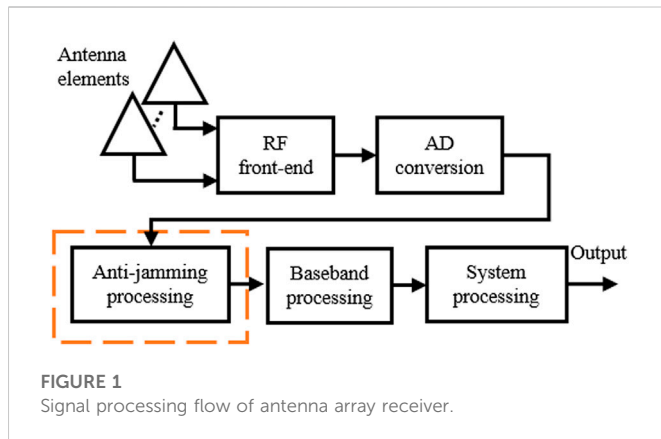 Antenna
elements
RF
front-end
AD
conversion
Anti-jamming
processing
Baseband
processing
System
processing
Output
FIGURE 1
Signal processing flow of antenna array receiver.